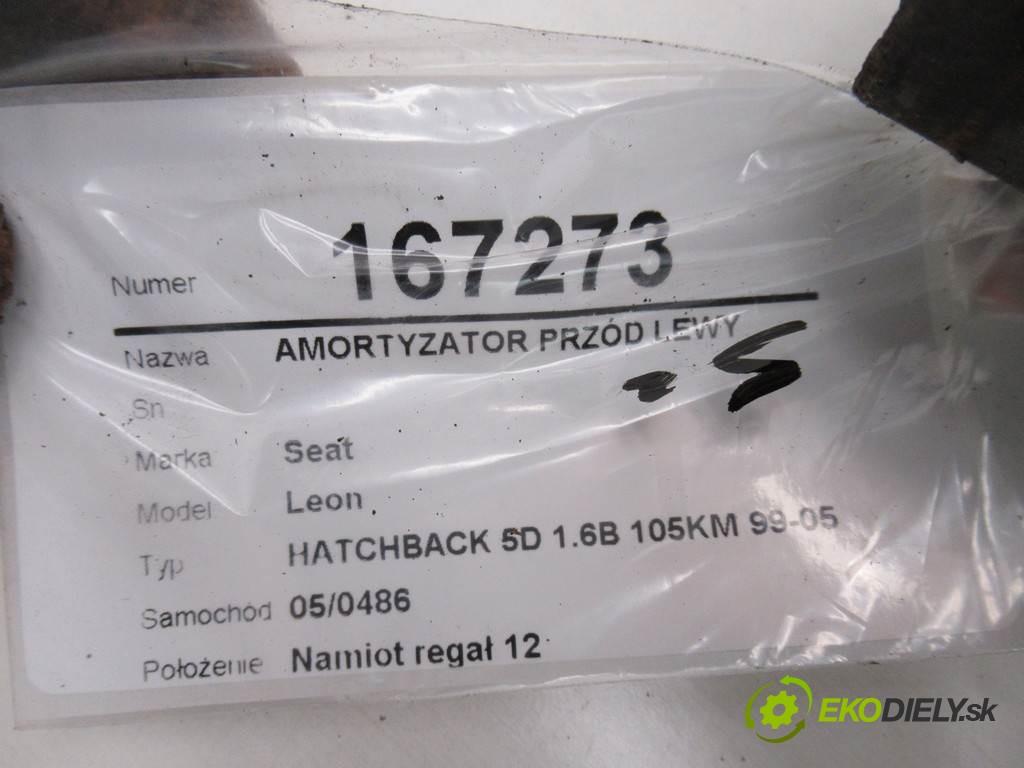 Numer 167273
Nazwa AMORTYZATOR PRZÓD LEWY
Sn
Marka Seat
Model Leon
Typ HATCHBACK 5D 1.6B 105KM 99-05
Samochód 05/0486
Położenie Namiot regał 12
EKODIELY.sk